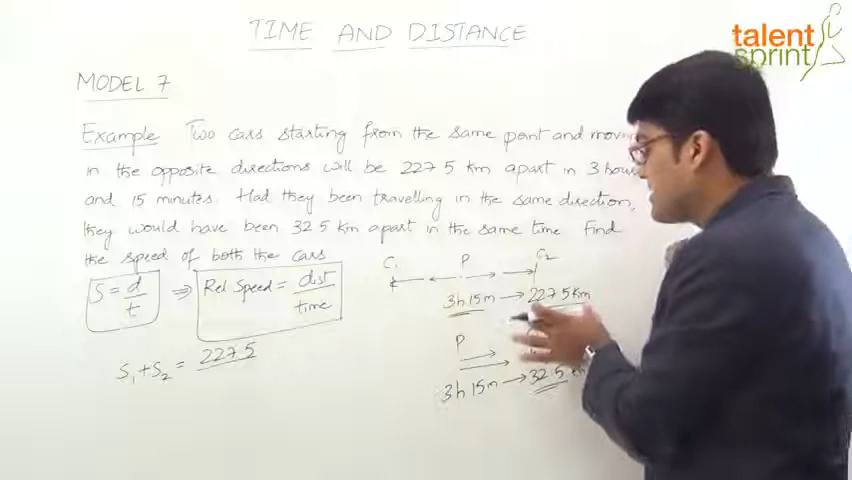 TIME AND DISTANCE
talent
sprint
MODEL 7
Example Two cars starting from the same point and
in the opposite directions will be 227.5 km apart in 3
and 15 minutes. Had they been travelling in the same direction,
they would have been 32.5 km apart in the same time Find
the speed of both the cars
C₁ P C₂
S = d/t ⇒ Rel Speed = dist/time
3h 15m → 227.5 km
P
S₁+S₂ = 227.5
3h 15m → 32.5